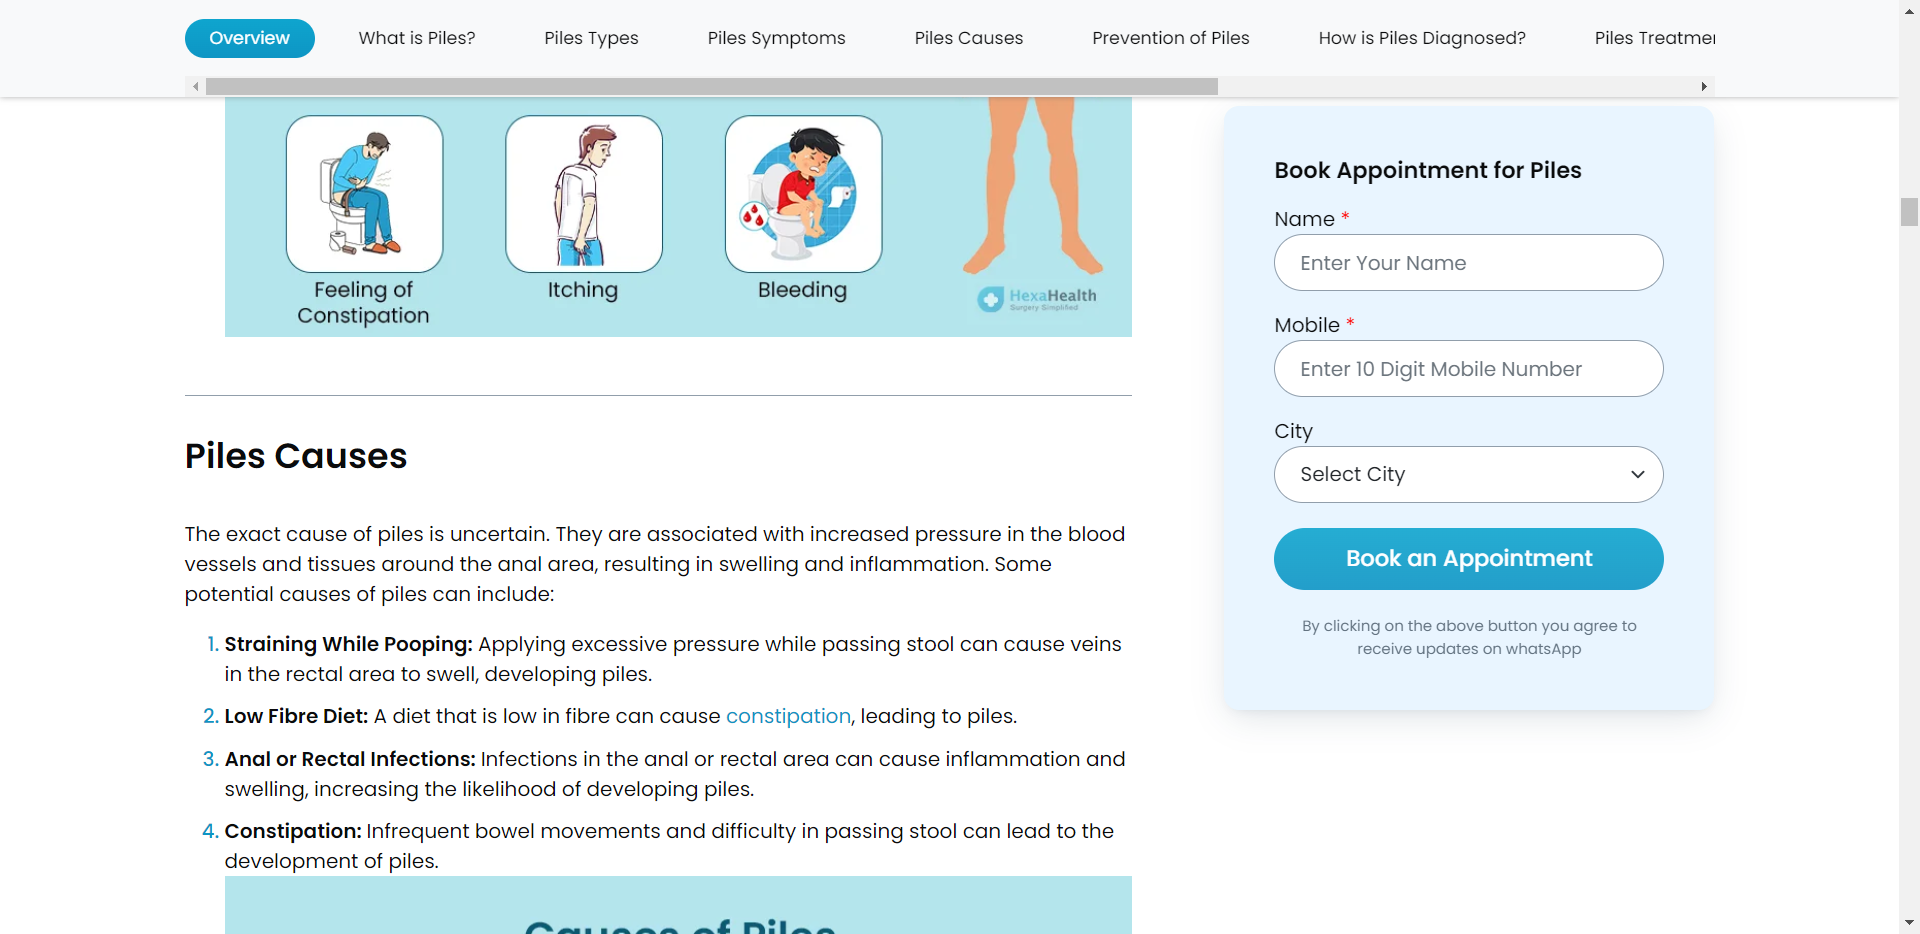 Overview
What is Piles?
Piles Types
Piles Symptoms
Piles Causes
Prevention of Piles
How is Piles Diagnosed?
Piles Treatmen
Feeling of
Constipation
Itching
Bleeding
HexaHealth
Surgery Simplified
Piles Causes
The exact cause of piles is uncertain. They are associated with increased pressure in the blood
vessels and tissues around the anal area, resulting in swelling and inflammation. Some
potential causes of piles can include:
1. Straining While Pooping: Applying excessive pressure while passing stool can cause veins
in the rectal area to swell, developing piles.
2. Low Fibre Diet: A diet that is low in fibre can cause constipation, leading to piles.
3. Anal or Rectal Infections: Infections in the anal or rectal area can cause inflammation and
swelling, increasing the likelihood of developing piles.
4. Constipation: Infrequent bowel movements and difficulty in passing stool can lead to the
development of piles.
Causes of Piles
Book Appointment for Piles
Name *
Enter Your Name
Mobile *
Enter 10 Digit Mobile Number
City
Select City
Book an Appointment
By clicking on the above button you agree to
receive updates on whatsApp